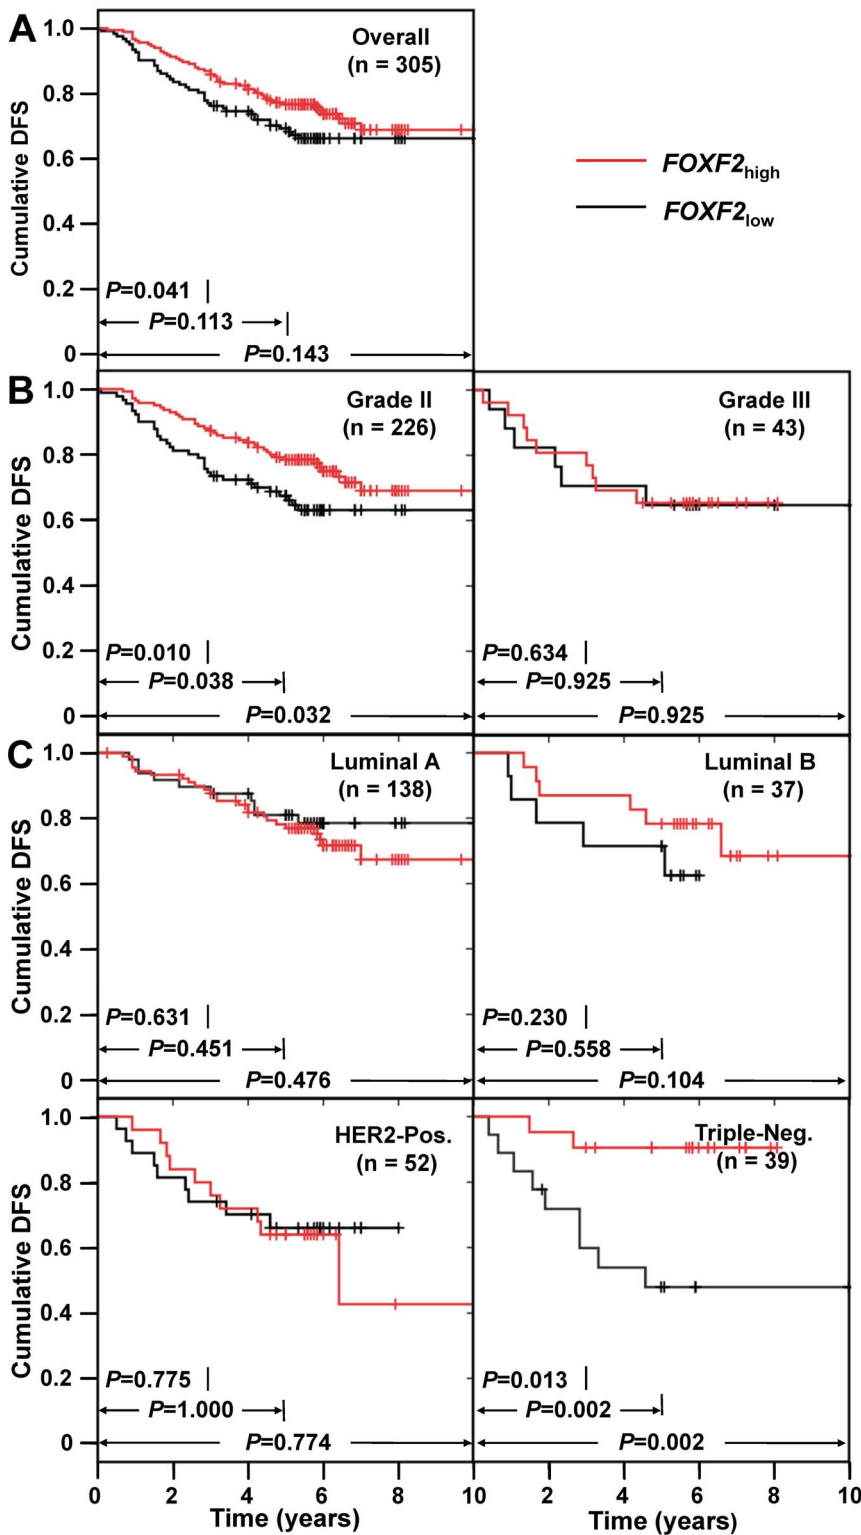 A
Overall
(n = 305)
Cumulative DFS
1.0
0.8
0.6
0.4
0.2
0
P=0.041
P=0.113
P=0.143
FOXF2high
FOXF2low
B
Grade II
(n = 226)
Cumulative DFS
1.0
0.8
0.6
0.4
0.2
0
P=0.010
P=0.038
P=0.032
Grade III
(n = 43)
P=0.634
P=0.925
P=0.925
C
Luminal A
(n = 138)
Cumulative DFS
1.0
0.8
0.6
0.4
0.2
0
P=0.631
P=0.451
P=0.476
Luminal B
(n = 37)
P=0.230
P=0.558
P=0.104
HER2-Pos.
(n = 52)
Cumulative DFS
1.0
0.8
0.6
0.4
0.2
0
P=0.775
P=1.000
P=0.774
Triple-Neg.
(n = 39)
P=0.013
P=0.002
P=0.002
0 2 4 6 8 10 2 4 6 8 10
Time (years) Time (years)